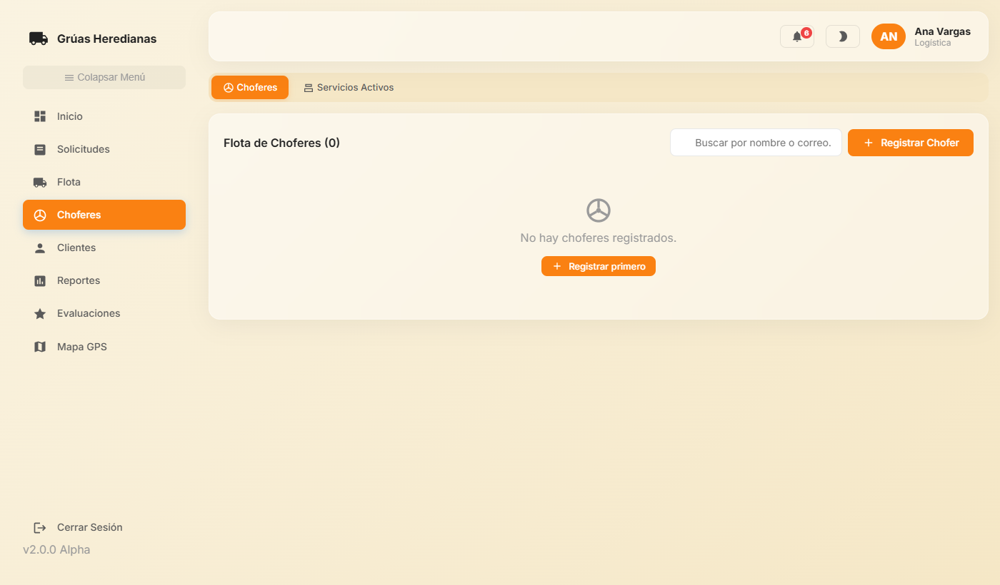 Grúas Heredianas
Colapsar Menú
Inicio
Solicitudes
Flota
Choferes
Clientes
Reportes
Evaluaciones
Mapa GPS
Cerrar Sesión
v2.0.0 Alpha
6
AN
Ana Vargas
Logística
Choferes
Servicios Activos
Flota de Choferes (0)
Buscar por nombre o correo.
Registrar Chofer
No hay choferes registrados.
Registrar primero